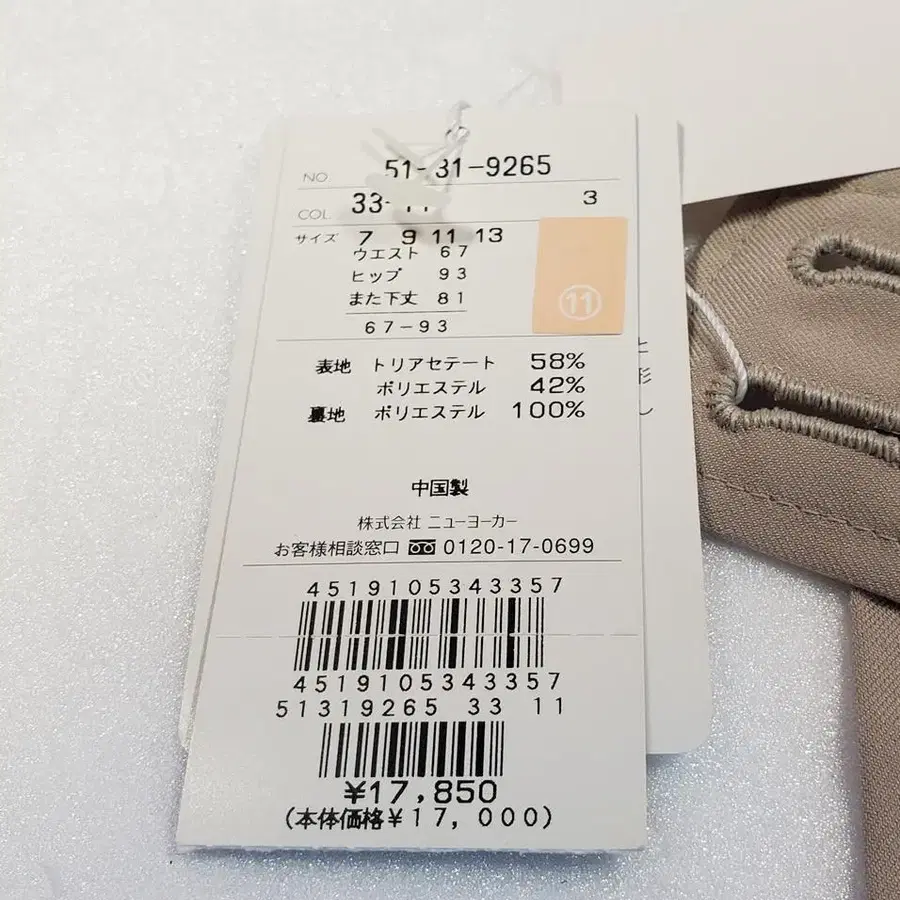 NO 51-31-9265
COL. 33-11 3
サイズ 7 9 11 13
ウエスト 67
ヒップ 93
また下丈 81
67-93
⑪
表地 トリアセテート 58%
ポリエステル 42%
裏地 ポリエステル 100%
中国製
株式会社 ニューヨーカー
お客様相談窓口 0120-17-0699
4519105343357
4519105343357
51319265 33 11
¥17,850
(本体価格¥17,000)
と
形
し